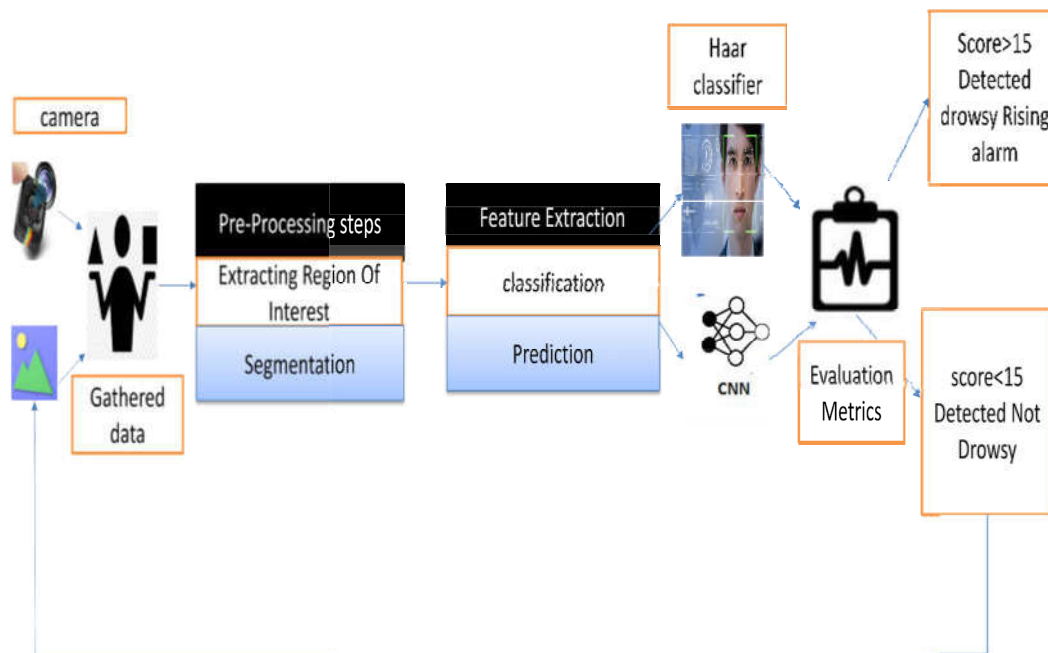 camera
Gathered
data
Pre-Processing steps
Extracting Region Of
Interest
Segmentation
Feature Extraction
classification
Prediction
Haar
classifier
CNN
Evaluation
Metrics
Score>15
Detected
drowsy Rising
alarm
score<15
Detected Not
Drowsy